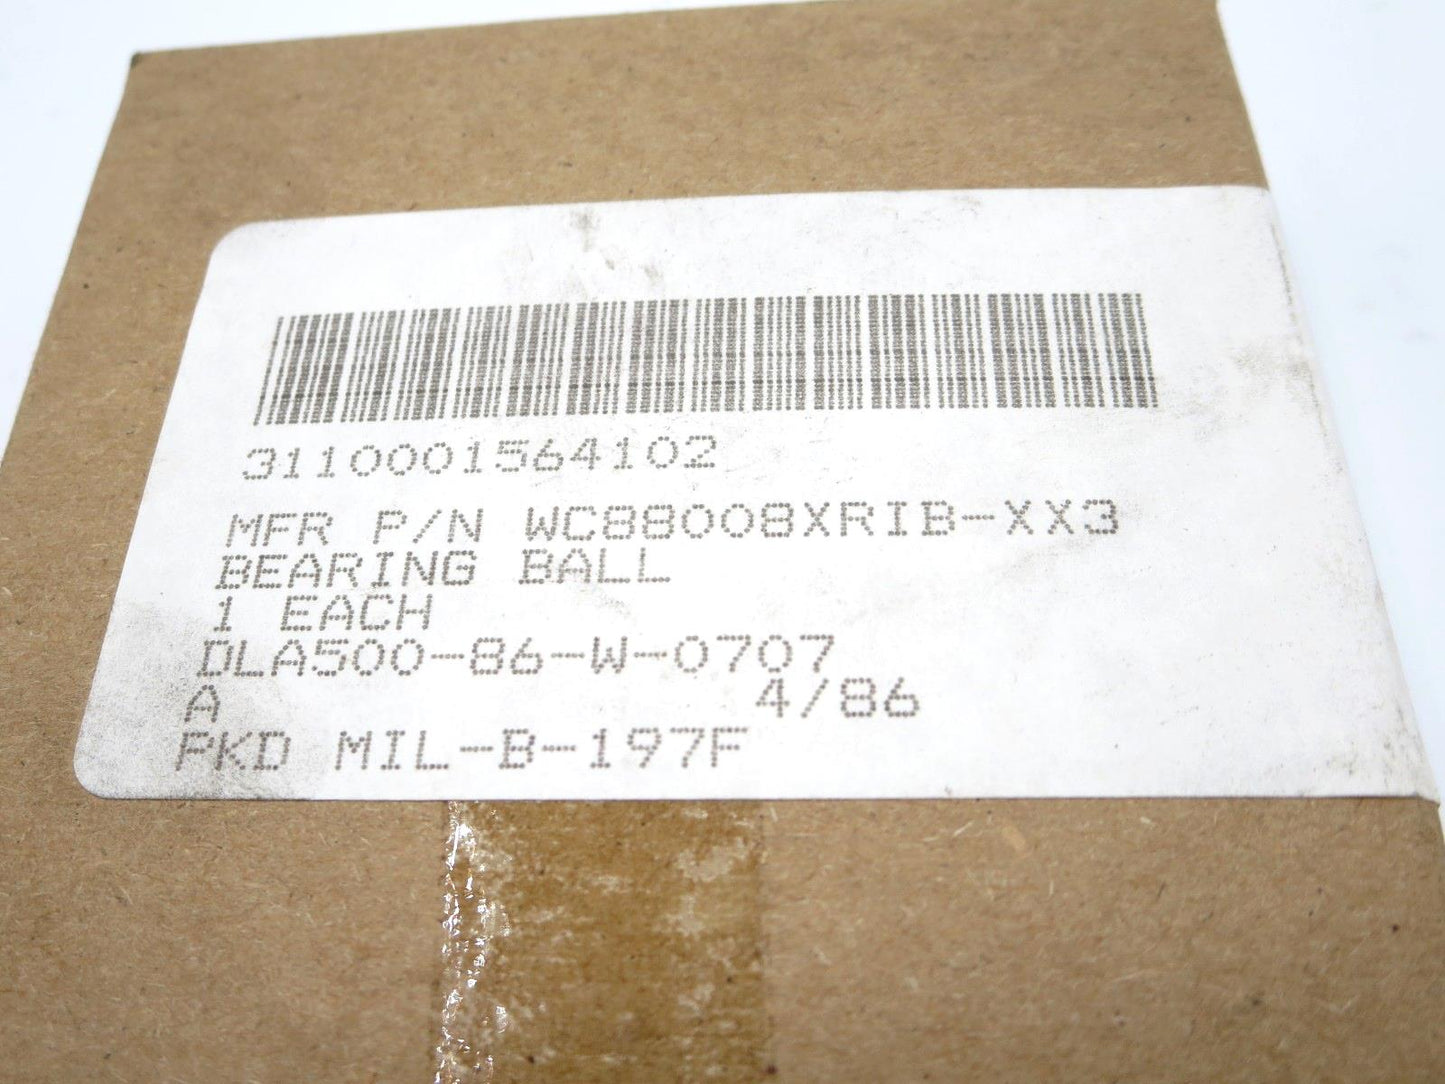 3110001564102
MFR P/N WC88008XRIB-XX3
BEARING BALL
1 EACH
DLA500-86-W-0707
A 4/86
PKD MIL-B-197F